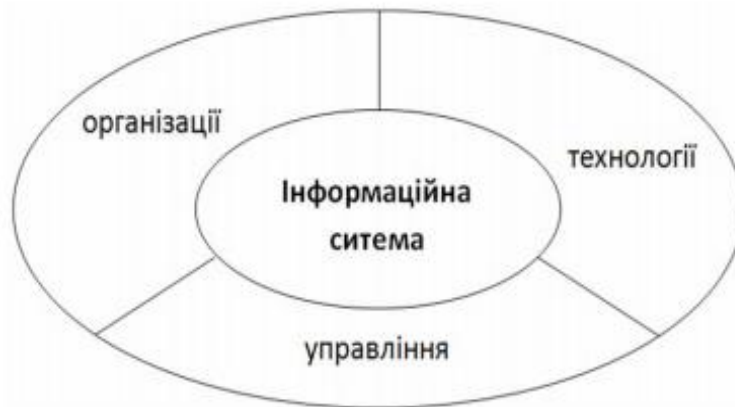 організації
технології
Інформаційна
ситема
управління